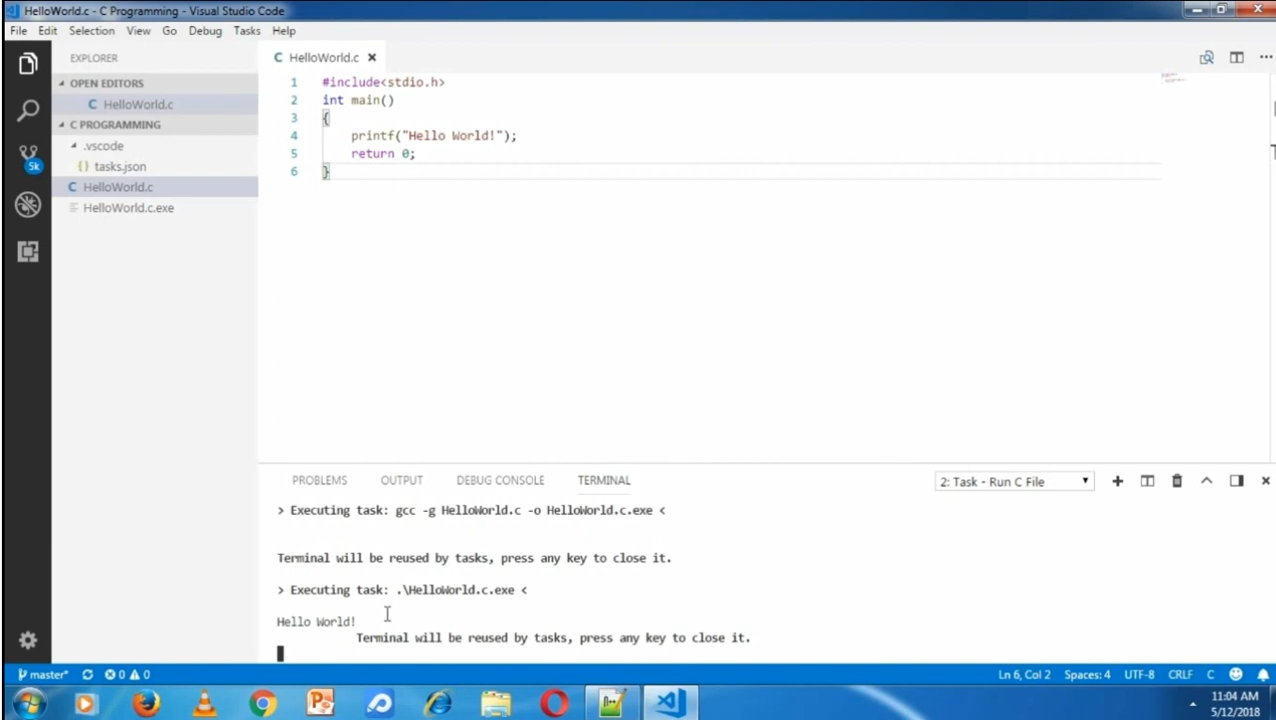 HelloWorld.c - C Programming - Visual Studio Code
File Edit Selection View Go Debug Tasks Help
EXPLORER
OPEN EDITORS
C HelloWorld.c
C PROGRAMMING
.vscode
{} tasks.json
C HelloWorld.c
HelloWorld.c.exe
5k
C HelloWorld.c
1 #include<stdio.h>
2 int main()
3 {
4 printf("Hello World!");
5 return 0;
6 }
PROBLEMS OUTPUT DEBUG CONSOLE TERMINAL
2: Task - Run C File
> Executing task: gcc -g HelloWorld.c -o HelloWorld.c.exe <
Terminal will be reused by tasks, press any key to close it.
> Executing task: .\HelloWorld.c.exe <
Hello World!
Terminal will be reused by tasks, press any key to close it.
master* 0 0 Ln 6, Col 2 Spaces: 4 UTF-8 CRLF C
11:04 AM
5/12/2018